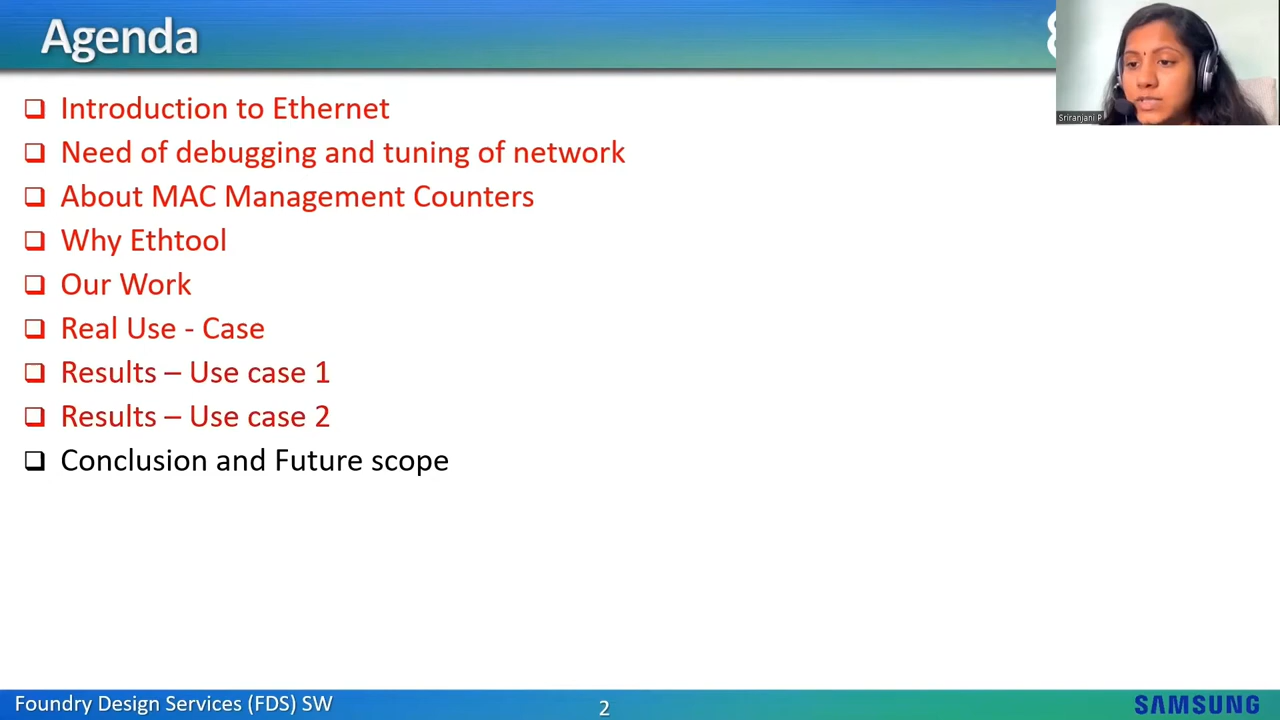 Agenda
Sriranjani P
Introduction to Ethernet
Need of debugging and tuning of network
About MAC Management Counters
Why Ethtool
Our Work
Real Use - Case
Results – Use case 1
Results – Use case 2
Conclusion and Future scope
Foundry Design Services (FDS) SW
2
SAMSUNG